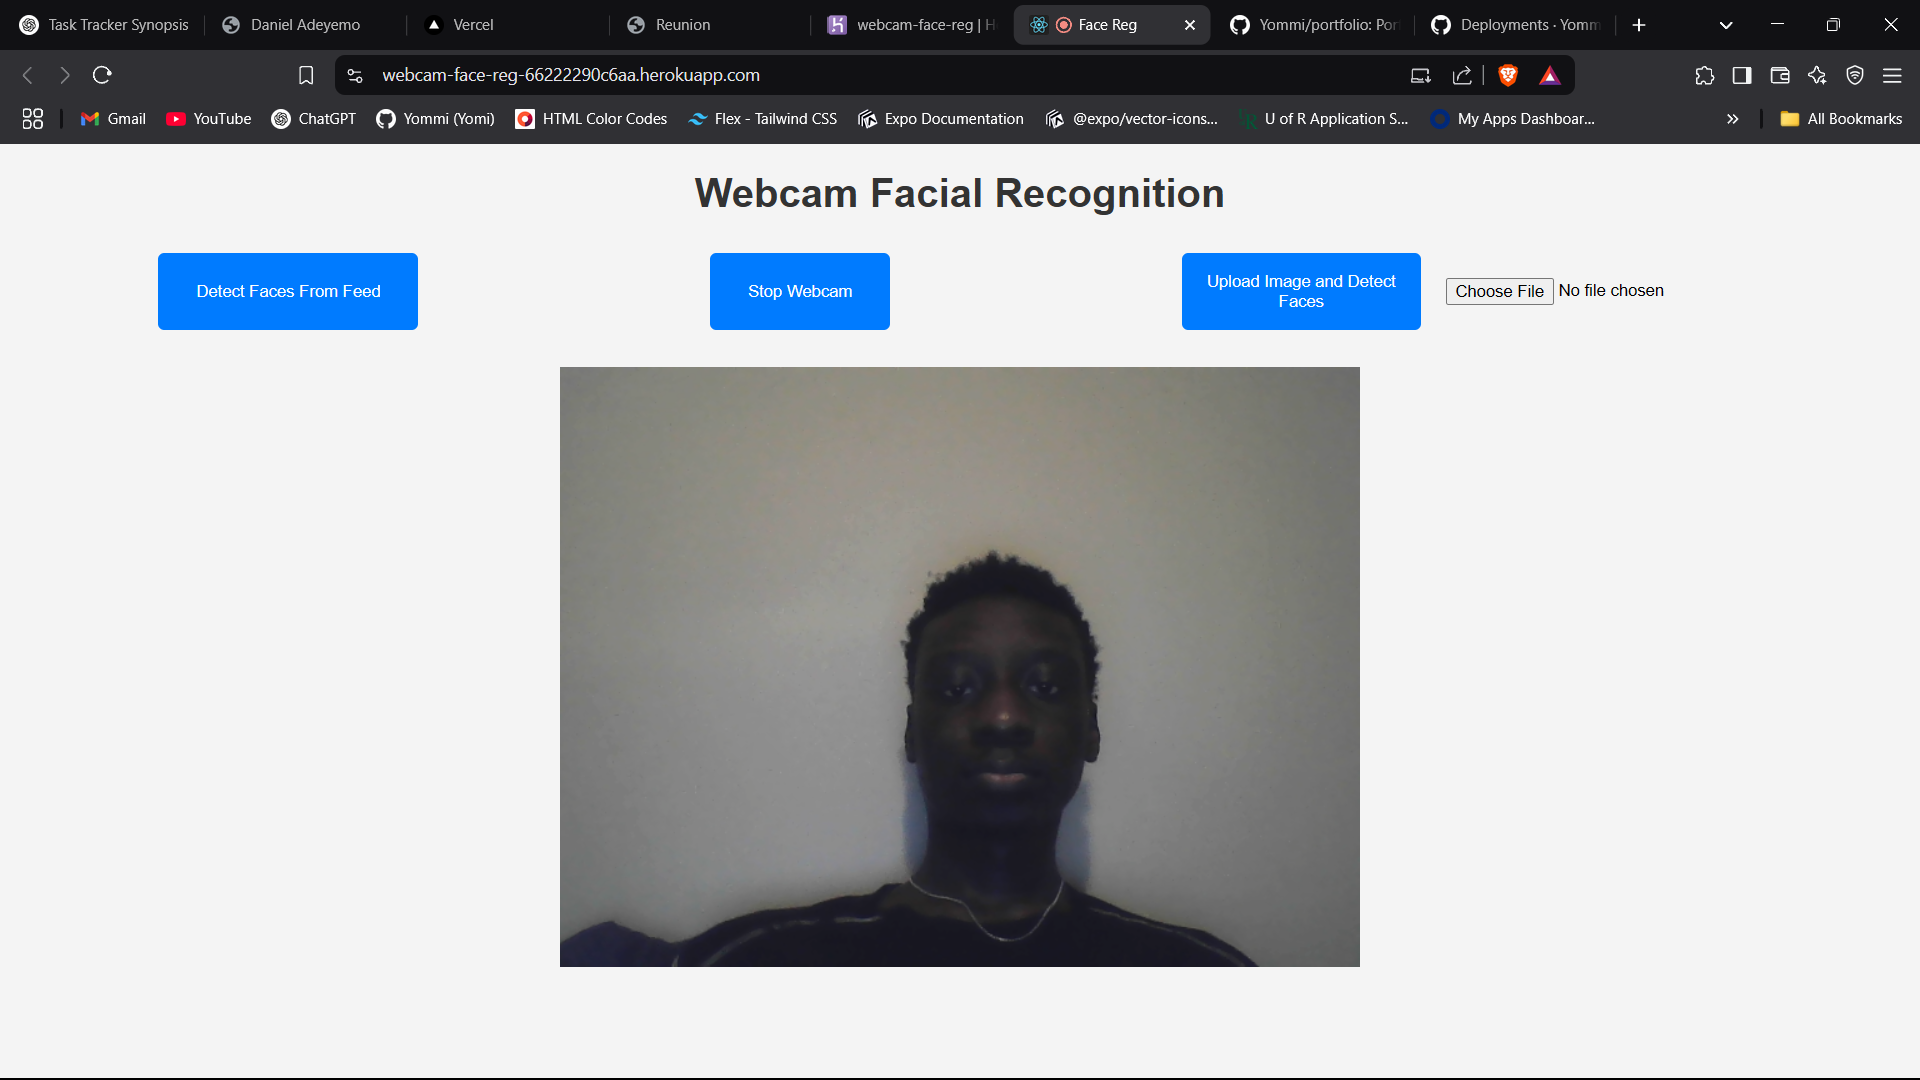 Task Tracker Synopsis
Daniel Adeyemo
Vercel
Reunion
webcam-face-reg | H
Face Reg
Yommi/portfolio: Por
Deployments · Yomm
webcam-face-reg-66222290c6aa.herokuapp.com
Gmail
YouTube
ChatGPT
Yommi (Yomi)
HTML Color Codes
Flex - Tailwind CSS
Expo Documentation
@expo/vector-icons...
U of R Application S...
My Apps Dashboar...
All Bookmarks
Webcam Facial Recognition
Detect Faces From Feed
Stop Webcam
Upload Image and Detect
Faces
Choose File No file chosen